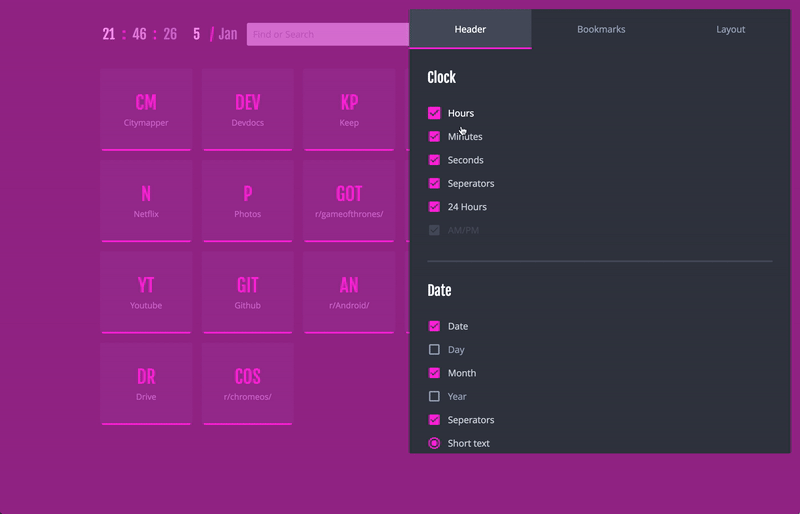 21 : 46 : 26 5 / Jan
Find or Search
CM
Citymapper
DEV
Devdocs
KP
Keep
N
Netflix
P
Photos
GOT
r/gameofthrones/
YT
Youtube
GIT
Github
AN
r/Android/
DR
Drive
COS
r/chromeos/
Header
Bookmarks
Layout
Clock
Hours
Minutes
Seconds
Seperators
24 Hours
AM/PM
Date
Date
Day
Month
Year
Seperators
Short text